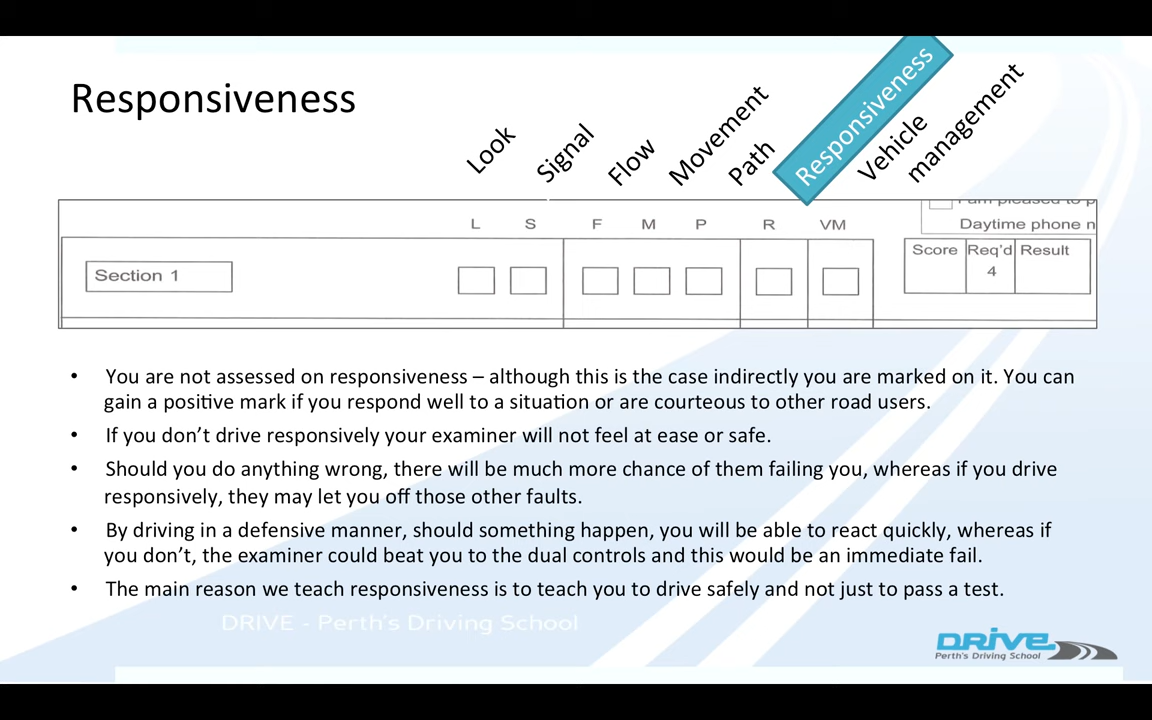 Responsiveness
Look
Signal
Flow
Movement
Path
Responsiveness
Vehicle
management
L S F M P R VM
Daytime phone n
Section 1
Score Req'd Result
4
• You are not assessed on responsiveness – although this is the case indirectly you are marked on it. You can
gain a positive mark if you respond well to a situation or are courteous to other road users.
• If you don’t drive responsively your examiner will not feel at ease or safe.
• Should you do anything wrong, there will be much more chance of them failing you, whereas if you drive
responsively, they may let you off those other faults.
• By driving in a defensive manner, should something happen, you will be able to react quickly, whereas if
you don’t, the examiner could beat you to the dual controls and this would be an immediate fail.
• The main reason we teach responsiveness is to teach you to drive safely and not just to pass a test.
DRIVE - Perth's Driving School
DRIVE
Perth's Driving School